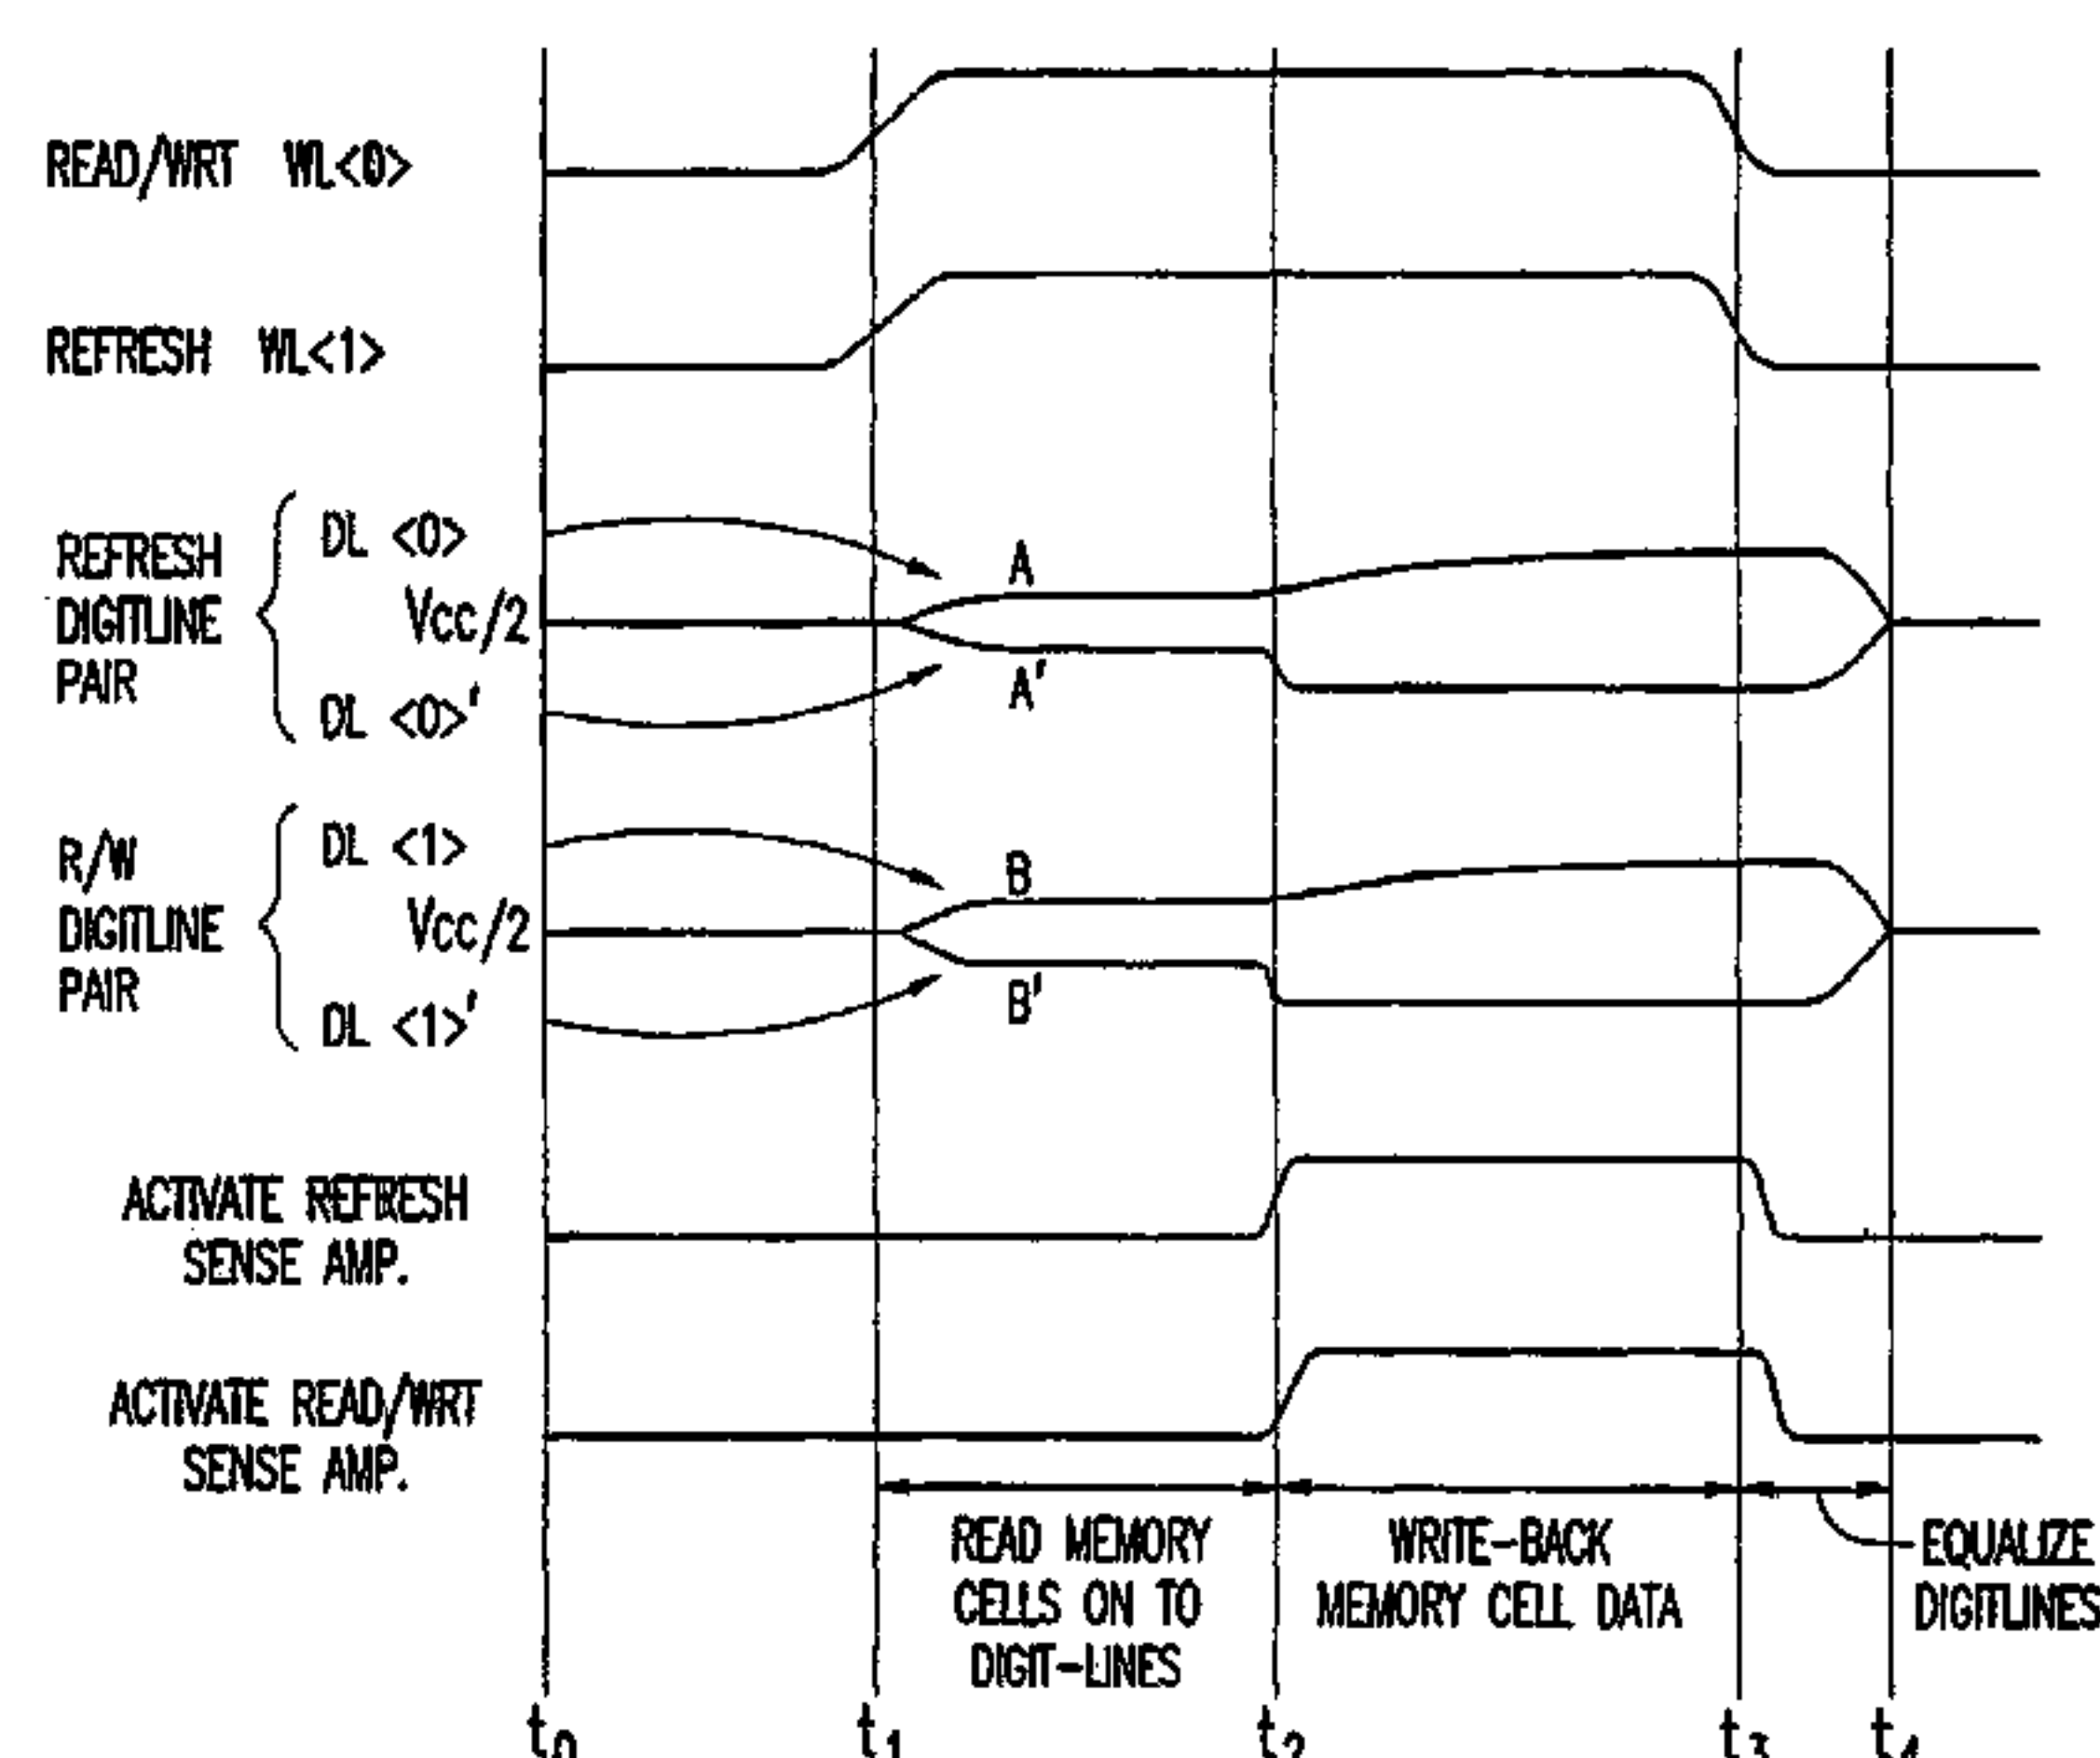 READ/WRT WL<0>
REFRESH WL<1>
REFRESH
DIGITLINE
PAIR
DL <0>
Vcc/2
DL <0>'
A
A'
R/W
DIGITLINE
PAIR
DL <1>
Vcc/2
DL <1>'
B
B'
ACTIVATE REFRESH
SENSE AMP.
ACTIVATE READ/WRT
SENSE AMP.
READ MEMORY
CELLS ON TO
DIGIT-LINES
WRITE-BACK
MEMORY CELL DATA
EQUALIZE
DIGITLINES
t0 t1 t2 t3 t4